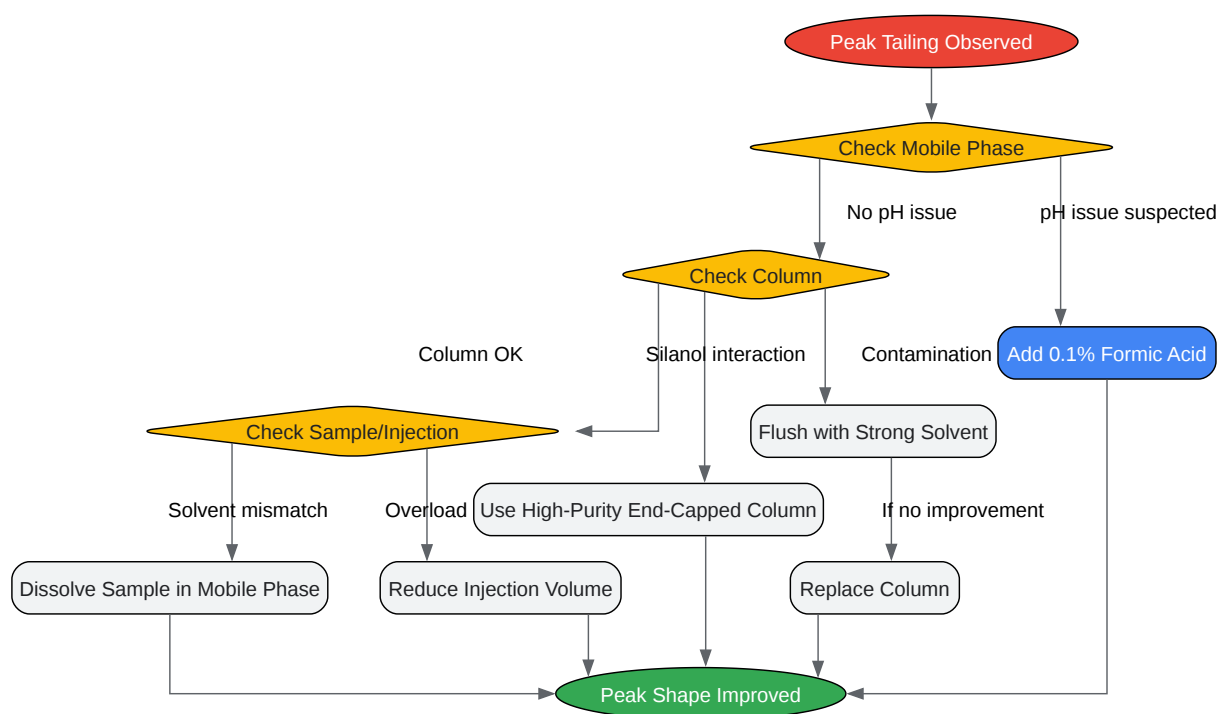 Peak Tailing Observed
Check Mobile Phase
No pH issue
pH issue suspected
Check Column
Column OK
Silanol interaction
Contamination
Add 0.1% Formic Acid
Check Sample/Injection
Flush with Strong Solvent
Solvent mismatch
Overload
Use High-Purity End-Capped Column
If no improvement
Dissolve Sample in Mobile Phase
Reduce Injection Volume
Replace Column
Peak Shape Improved